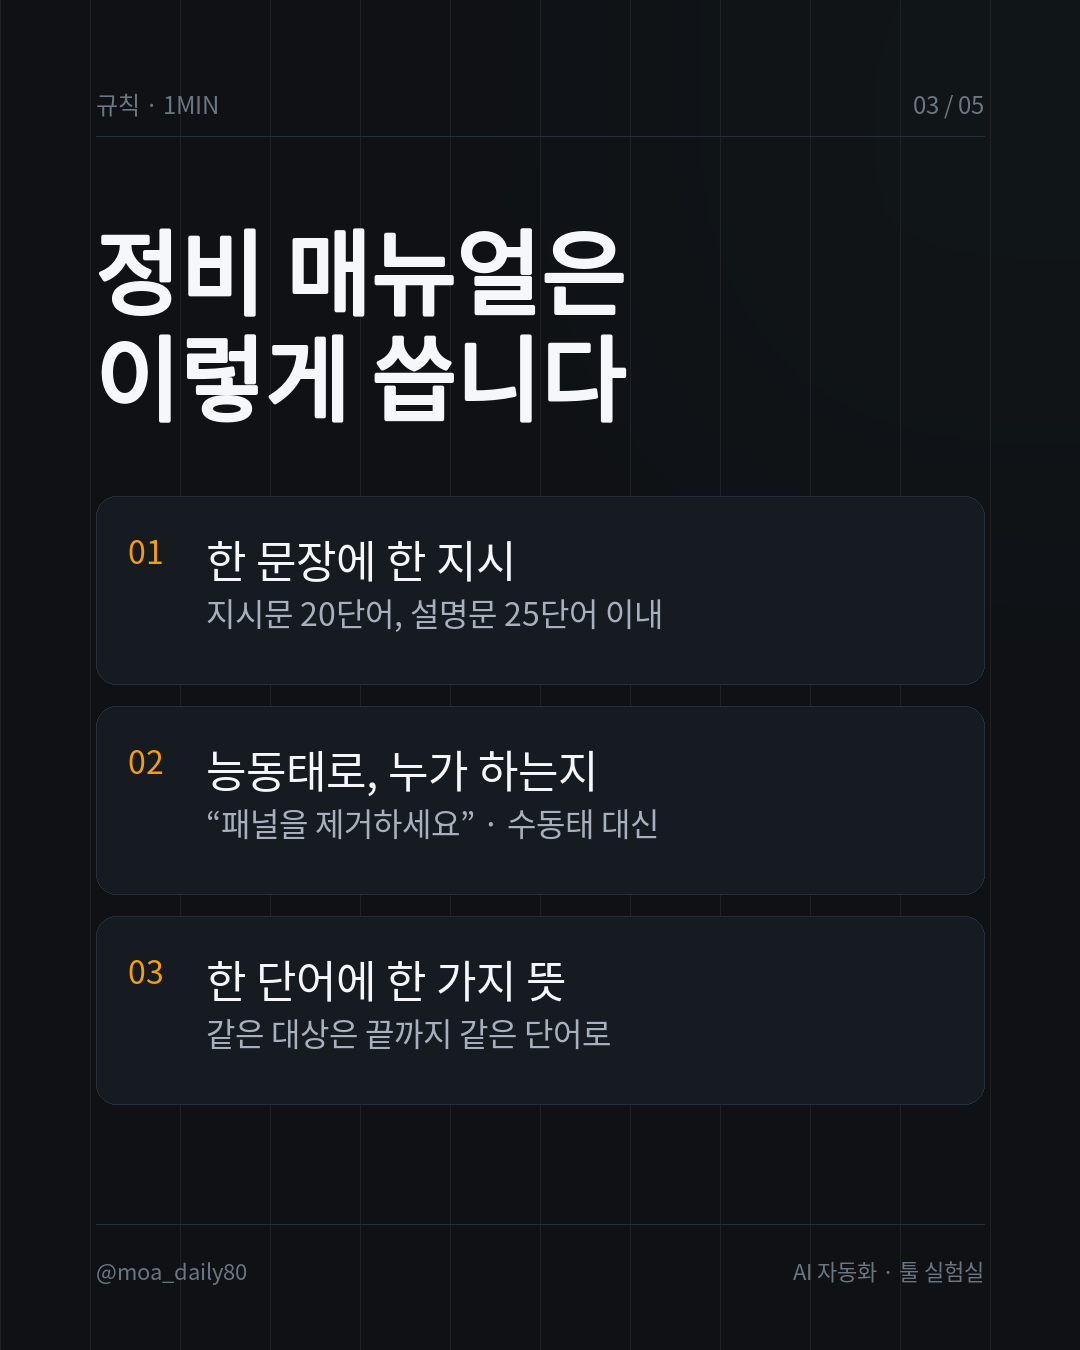 규칙 · 1MIN
03 / 05
정비 매뉴얼은
이렇게 씁니다
01
한 문장에 한 지시
지시문 20단어, 설명문 25단어 이내
02
능동태로, 누가 하는지
“패널을 제거하세요” · 수동태 대신
03
한 단어에 한 가지 뜻
같은 대상은 끝까지 같은 단어로
@moa_daily80
AI 자동화 · 툴 실험실